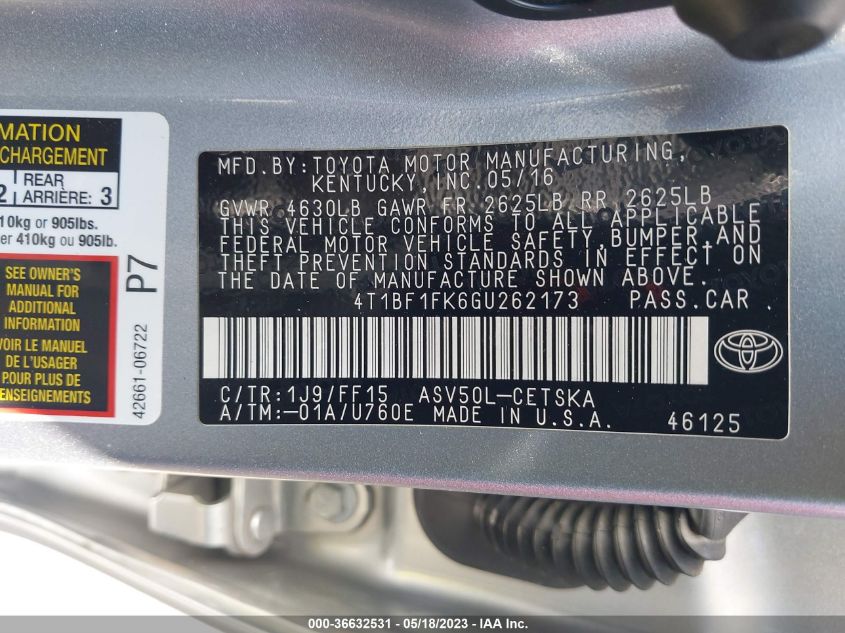 MATION
CHARGEMENT
2 REAR ARRIÈRE: 3
10kg or 905lbs.
er 410kg ou 905lb.
SEE OWNER'S
MANUAL FOR
ADDITIONAL
INFORMATION
VOIR LE MANUEL
DE L'USAGER
POUR PLUS DE
RENSEIGNEMENTS
P7
42661-06722
MFD.BY:TOYOTA MOTOR MANUFACTURING,
KENTUCKY,INC.05/16
GVWR 4630LB GAWR FR 2625LB RR 2625LB
THIS VEHICLE CONFORMS TO ALL APPLICABLE
FEDERAL MOTOR VEHICLE SAFETY,BUMPER,AND
THEFT PREVENTION STANDARDS IN EFFECT ON
THE DATE OF MANUFACTURE SHOWN ABOVE.
4T1BF1FK6GU262173 PASS.CAR
C/TR:1J9/FF15 ASV50L-CETSKA
A/TM:-01A/U760E MADE IN U.S.A. 46125
000-36632531 - 05/18/2023 - IAA Inc.